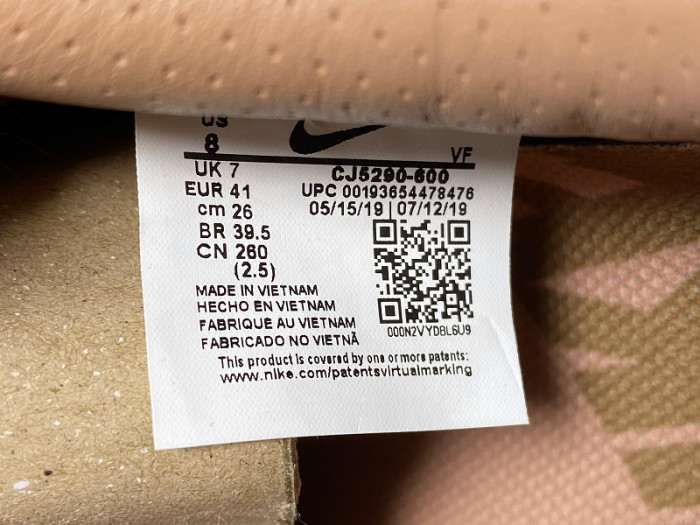 US
8
VF
UK 7
EUR 41
cm 26
BR 39.5
CN 260
(2.5)
CJ5290-600
UPC 00193654478476
05/15/19 | 07/12/19
000N2VYDBL6U9
MADE IN VIETNAM
HECHO EN VIETNAM
FABRIQUE AU VIETNAM
FABRICADO NO VIETNÃ
This product is covered by one or more patents:
www.nike.com/patentsvirtualmarking